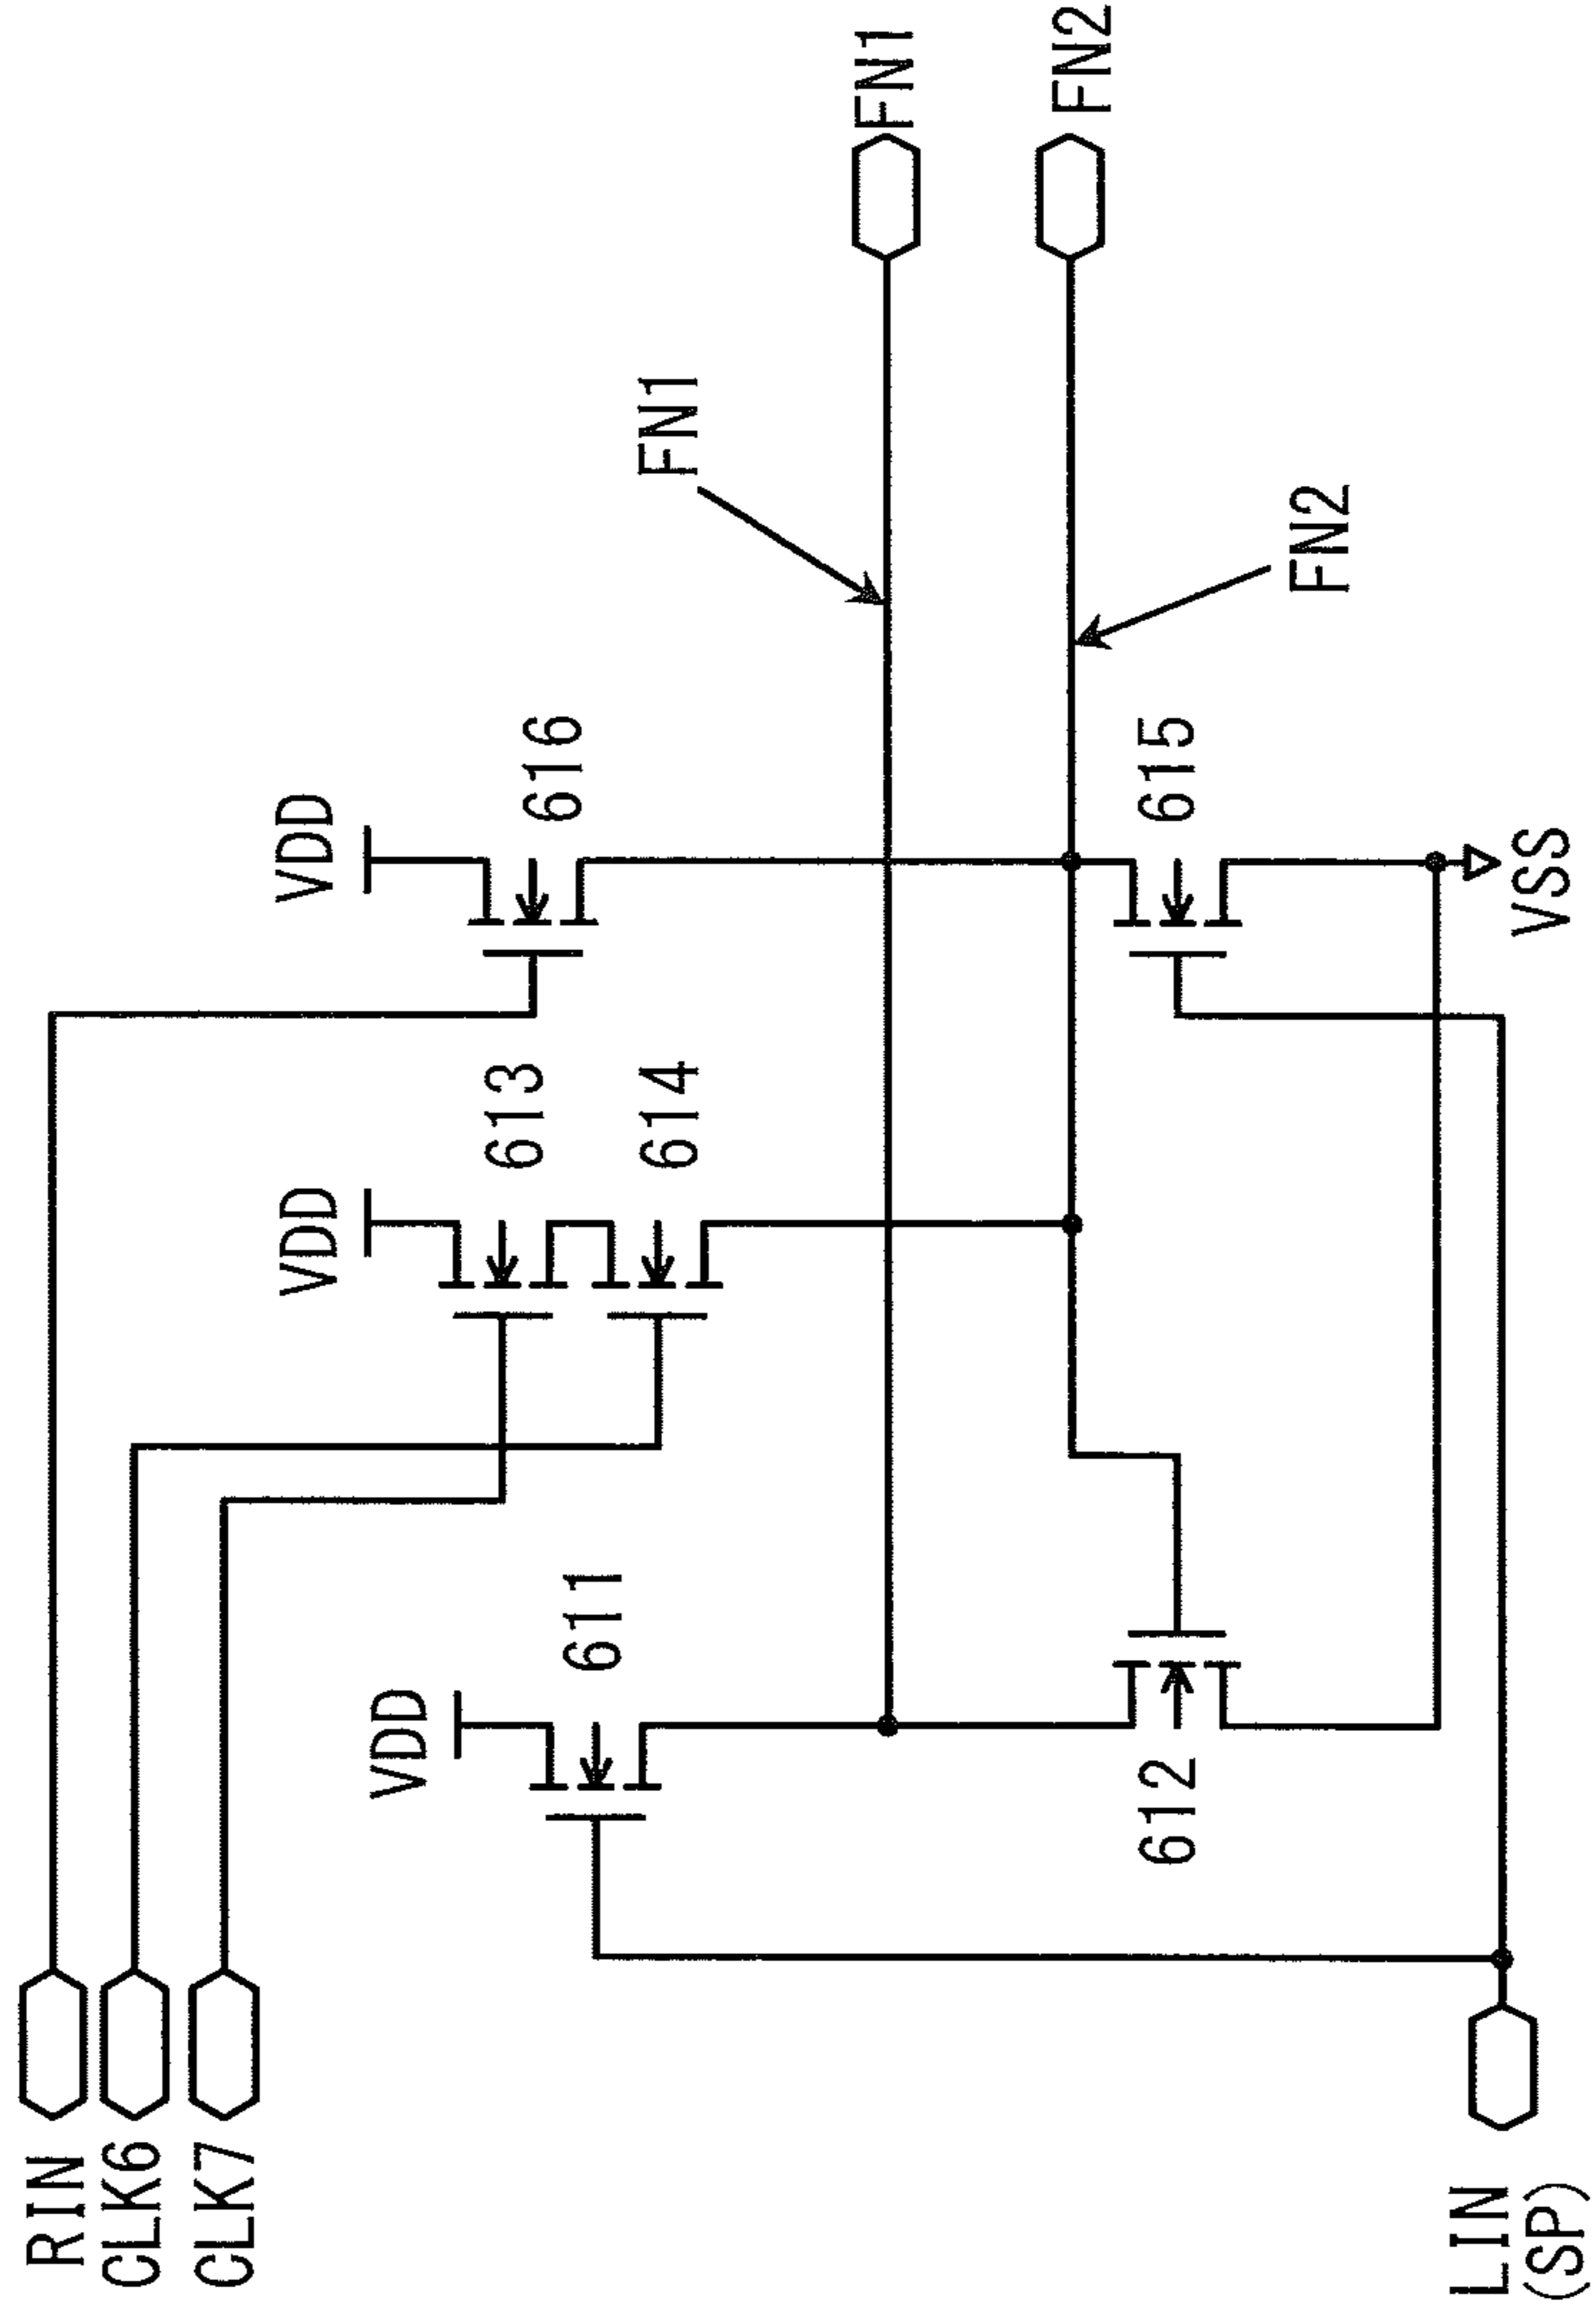 RIN
CLK6
CLK7
VDD
616
VDD
613
614
VDD
611
FN1
FN1
FN2
FN2
612
615
VSS
LIN
(SP)